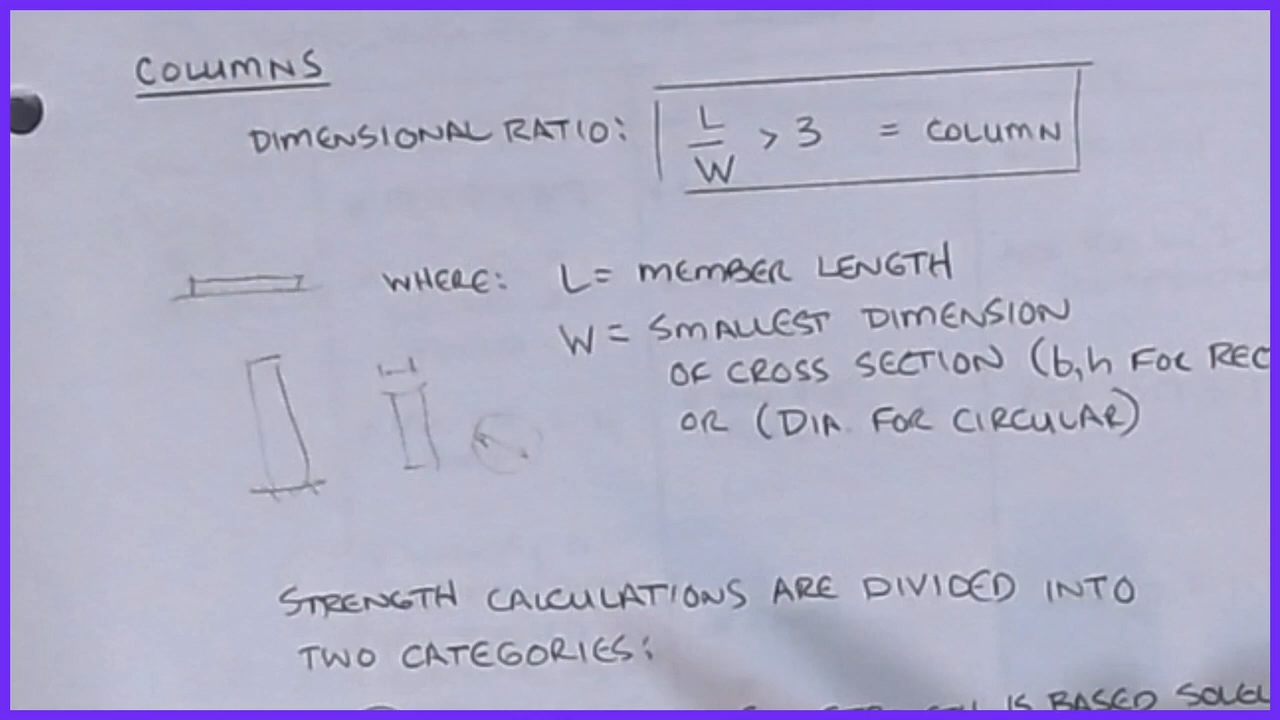 COLUMNS
DIMENSIONAL RATIO: L/W > 3 = COLUMN
WHERE: L = MEMBER LENGTH
W = SMALLEST DIMENSION
OF CROSS SECTION (b,h FOR REC
OR (DIA. FOR CIRCULAR)
STRENGTH CALCULATIONS ARE DIVIDED INTO
TWO CATEGORIES:
IS BASED